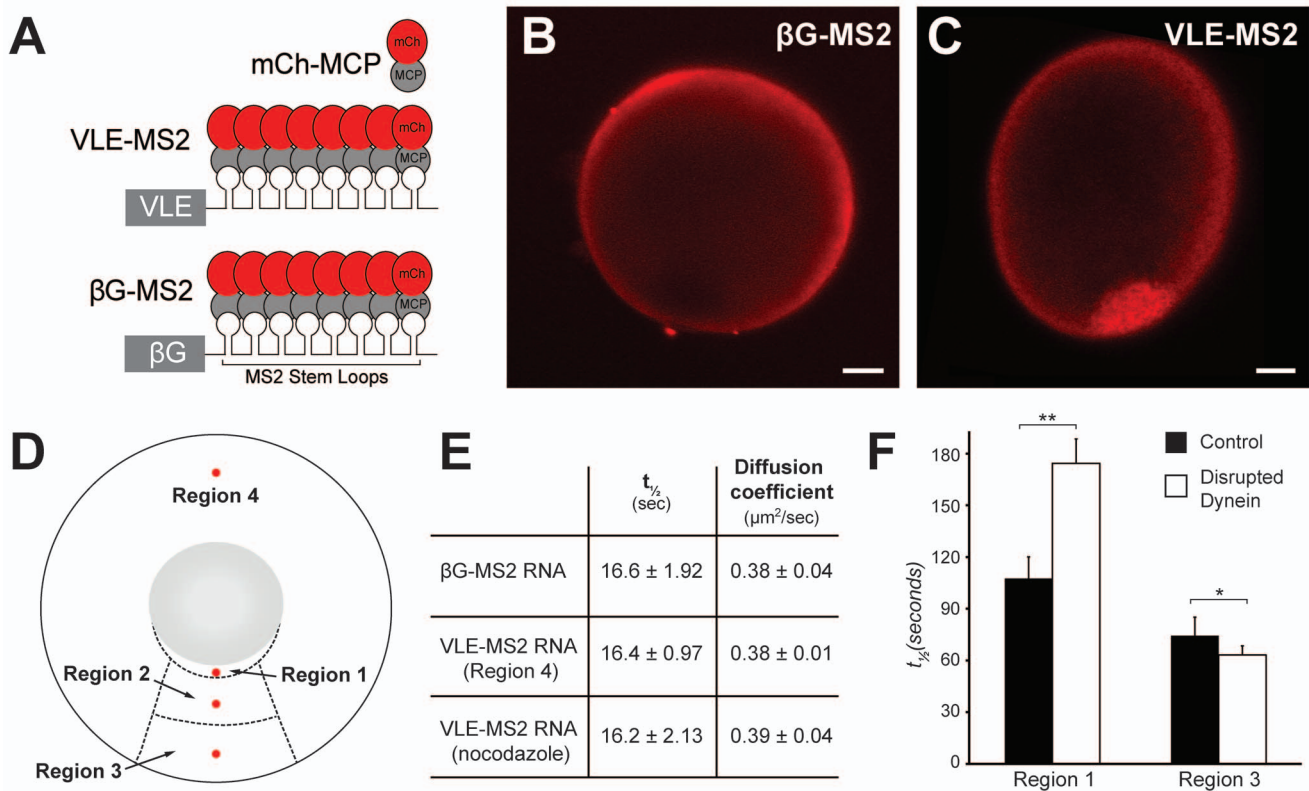 A
mCh
mCh-MCP
MCP
VLE-MS2
mCh
MCP
VLE
βG-MS2
mCh
MCP
βG
MS2 Stem Loops
B
βG-MS2
C
VLE-MS2
D
Region 4
Region 2
Region 1
Region 3
E
t½
(sec)
Diffusion
coefficient
(µm²/sec)
βG-MS2 RNA
16.6 ± 1.92
0.38 ± 0.04
VLE-MS2 RNA
(Region 4)
16.4 ± 0.97
0.38 ± 0.01
VLE-MS2 RNA
(nocodazole)
16.2 ± 2.13
0.39 ± 0.04
F
**
Control
Disrupted
Dynein
*
t½(seconds)
180
150
120
90
60
30
0
Region 1
Region 3